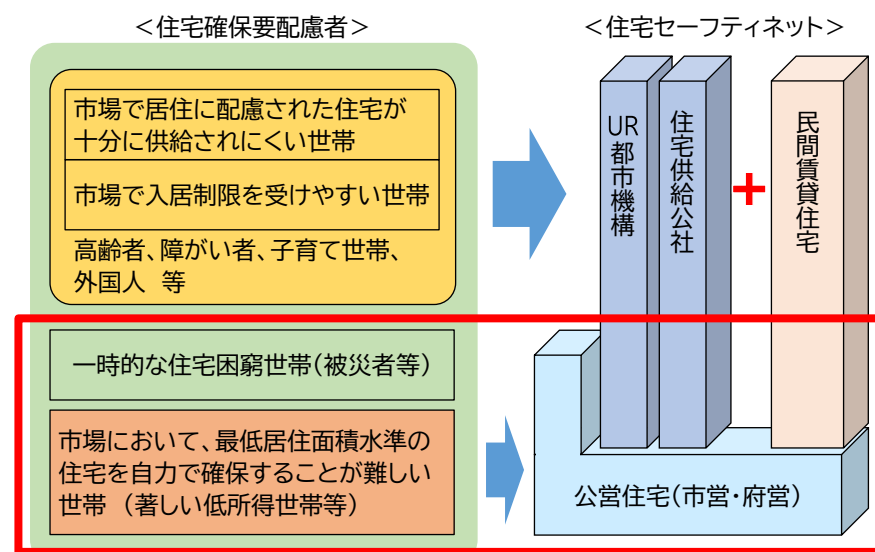 ＜住宅確保要配慮者＞
＜住宅セーフティネット＞
市場で居住に配慮された住宅が
十分に供給されにくい世帯
市場で入居制限を受けやすい世帯
高齢者、障がい者、子育て世帯、
外国人　等
一時的な住宅困窮世帯（被災者等）
市場において、最低居住面積水準の
住宅を自力で確保することが難しい
世帯 （著しい低所得世帯等）
UR都市機構
住宅供給公社
+
民間賃貸住宅
公営住宅（市営・府営）